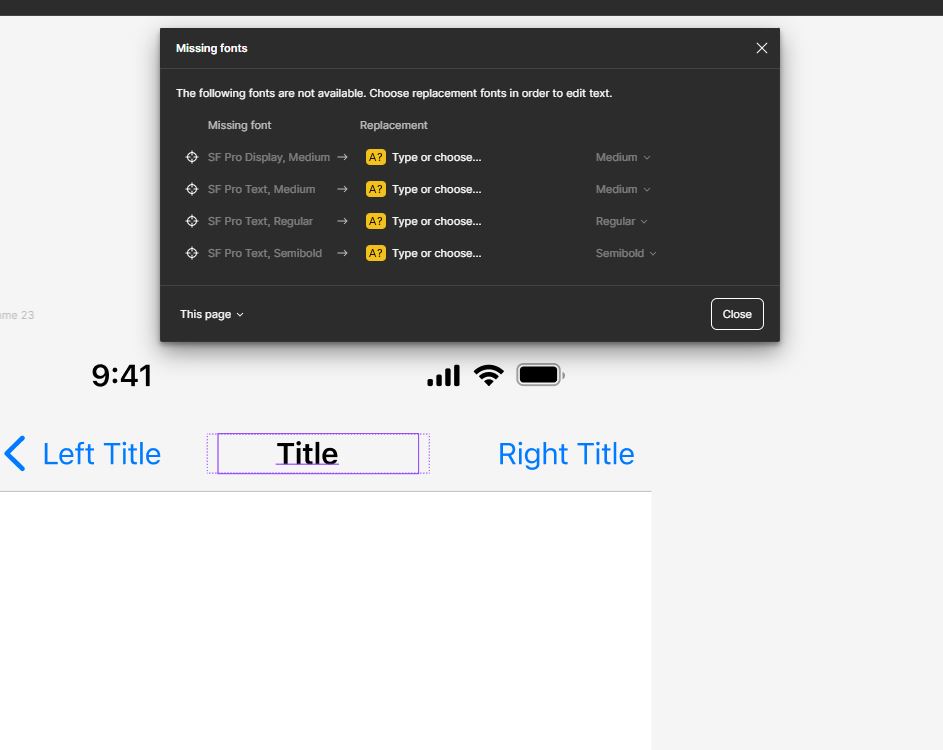 Missing fonts
The following fonts are not available. Choose replacement fonts in order to edit text.
Missing font Replacement
SF Pro Display, Medium → A? Type or choose... Medium
SF Pro Text, Medium → A? Type or choose... Medium
SF Pro Text, Regular → A? Type or choose... Regular
SF Pro Text, Semibold → A? Type or choose... Semibold
This page Close
23
9:41
Left Title Title Right Title